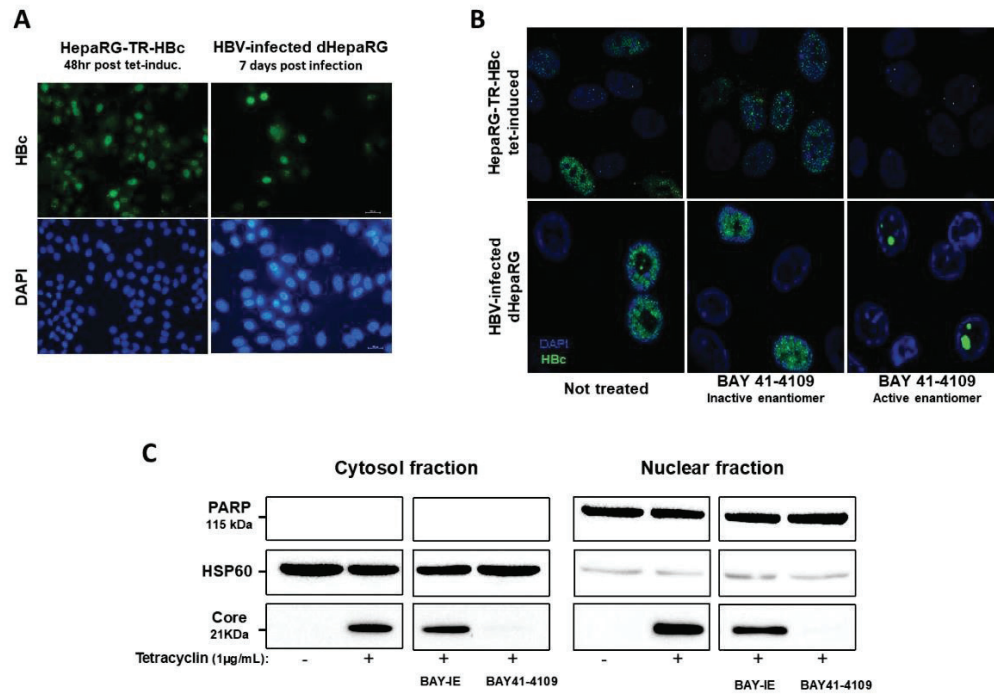 A
HepaRG-TR-HBc
48hr post tet-induc.
HBV-infected dHepaRG
7 days post infection
HBc
DAPI
B
HepaRG-TR-HBc
tet-induced
HBV-infected
dHepaRG
DAPI
HBc
Not treated
BAY 41-4109
Inactive enantiomer
BAY 41-4109
Active enantiomer
C
Cytosol fraction
Nuclear fraction
PARP
115 kDa
HSP60
Core
21KDa
Tetracyclin (1µg/mL): - + + + - + + +
BAY-IE BAY41-4109 BAY-IE BAY41-4109